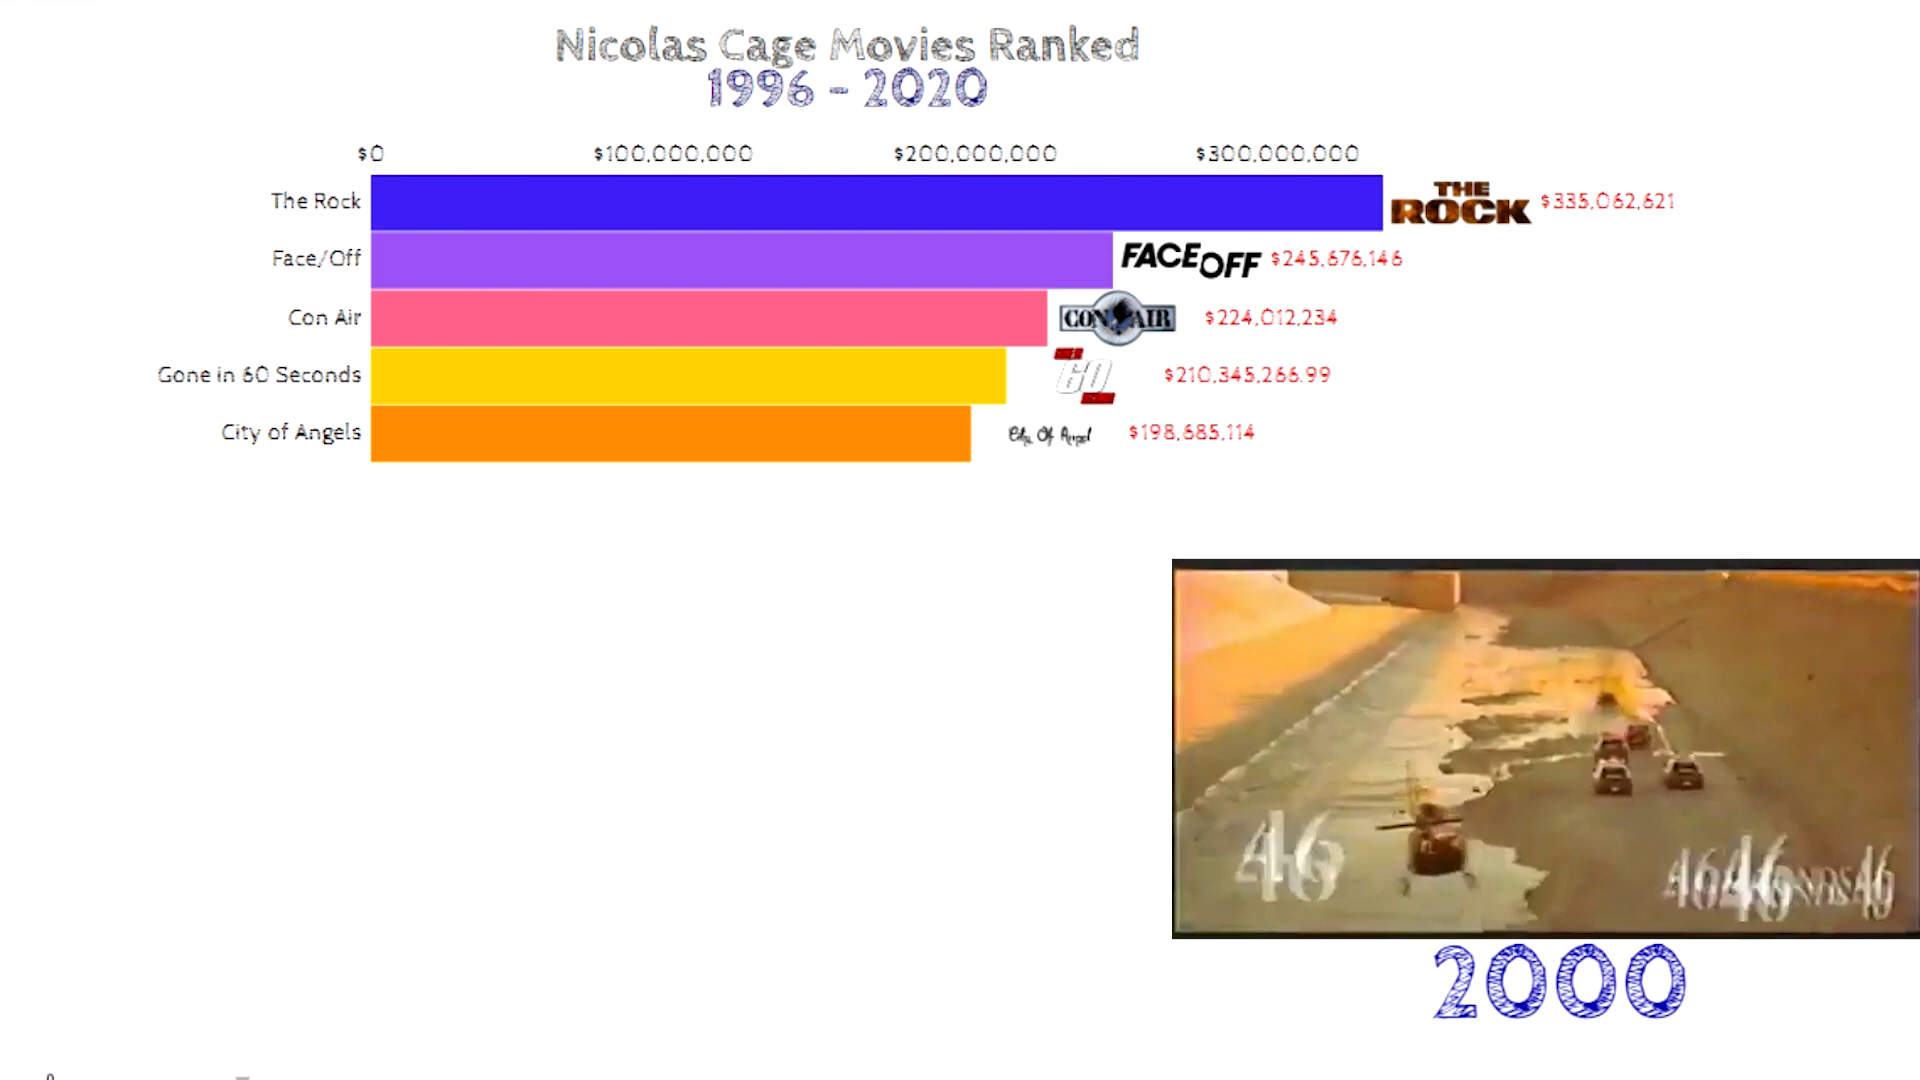 Nicolas Cage Movies Ranked
1996 - 2020
$0 $100,000,000 $200,000,000 $300,000,000
The Rock THE ROCK $335,062,621
Face/Off FACE OFF $245,676,146
Con Air CON AIR $224,012,234
Gone in 60 Seconds 60 $210,345,266.99
City of Angels City Of Angel $198,685,114
46 46 46 46
2000